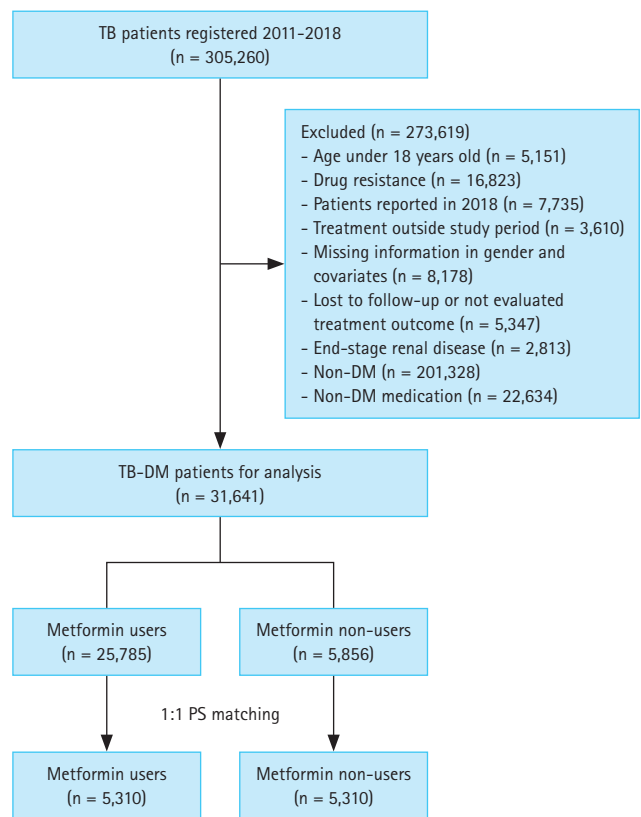 TB patients registered 2011-2018
(n = 305,260)
Excluded (n = 273,619)
- Age under 18 years old (n = 5,151)
- Drug resistance (n = 16,823)
- Patients reported in 2018 (n = 7,735)
- Treatment outside study period (n = 3,610)
- Missing information in gender and
covariates (n = 8,178)
- Lost to follow-up or not evaluated
treatment outcome (n = 5,347)
- End-stage renal disease (n = 2,813)
- Non-DM (n = 201,328)
- Non-DM medication (n = 22,634)
TB-DM patients for analysis
(n = 31,641)
Metformin users
(n = 25,785)
Metformin non-users
(n = 5,856)
1:1 PS matching
Metformin users
(n = 5,310)
Metformin non-users
(n = 5,310)